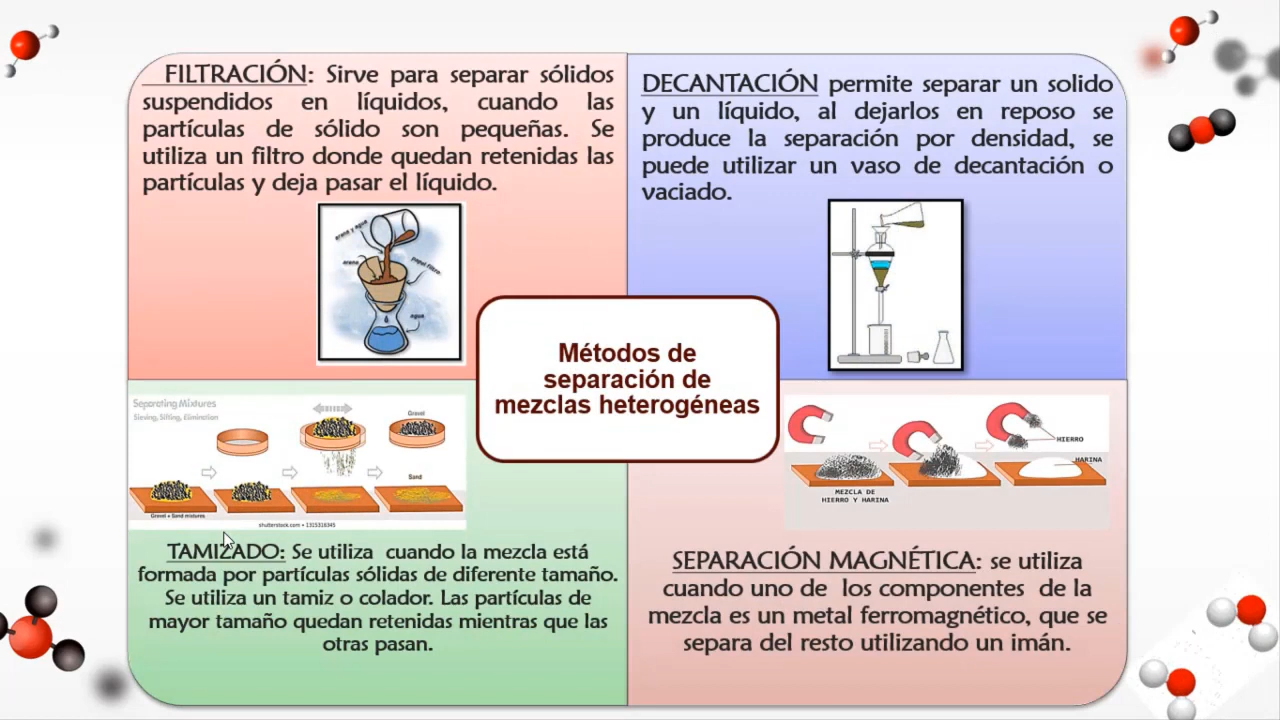 FILTRACIÓN: Sirve para separar sólidos
suspendidos en líquidos, cuando las
partículas de sólido son pequeñas. Se
utiliza un filtro donde quedan retenidas las
partículas y deja pasar el líquido.
arena y agua
arena
papel filtro
agua
DECANTACIÓN permite separar un solido
y un líquido, al dejarlos en reposo se
produce la separación por densidad, se
puede utilizar un vaso de decantación o
vaciado.
Métodos de
separación de
mezclas heterogéneas
Separating Mixtures
Sieving, Sifting, Elimination
Gravel
Sand
Gravel + Sand mixtures
shutterstock.com • 1315316345
TAMIZADO: Se utiliza cuando la mezcla está
formada por partículas sólidas de diferente tamaño.
Se utiliza un tamiz o colador. Las partículas de
mayor tamaño quedan retenidas mientras que las
otras pasan.
HIERRO
HARINA
MEZCLA DE
HIERRO Y HARINA
SEPARACIÓN MAGNÉTICA: se utiliza
cuando uno de los componentes de la
mezcla es un metal ferromagnético, que se
separa del resto utilizando un imán.